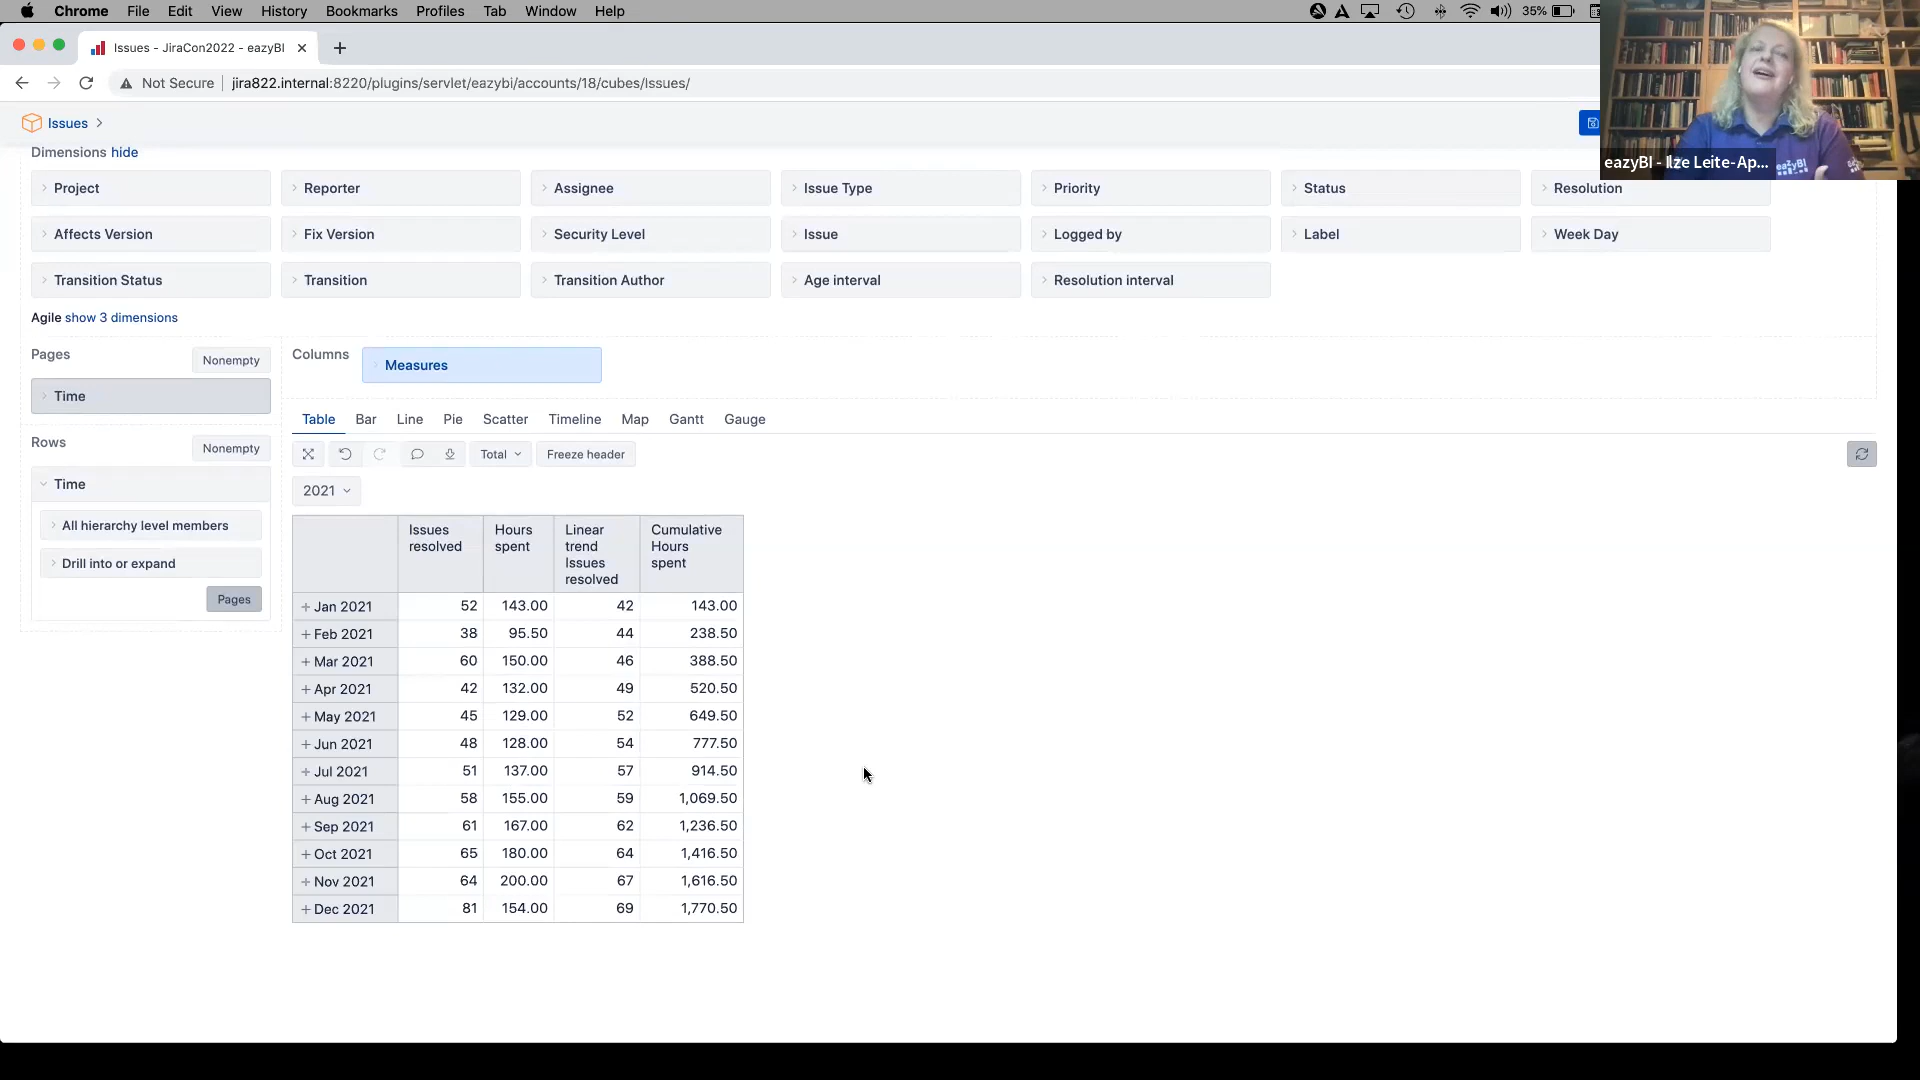 Chrome File Edit View History Bookmarks Profiles Tab Window Help 35%
Issues - JiraCon2022 - eazyBI
Not Secure jira822.internal:8220/plugins/servlet/eazybi/accounts/18/cubes/Issues/
Issues
eazyBI - Ilze Leite-Ap...
eazyBI
Dimensions hide
Project Reporter Assignee Issue Type Priority Status Resolution
Affects Version Fix Version Security Level Issue Logged by Label Week Day
Transition Status Transition Transition Author Age interval Resolution interval
Agile show 3 dimensions
Pages Nonempty
Time
Rows Nonempty
Time
All hierarchy level members
Drill into or expand
Pages
Columns Measures
Table Bar Line Pie Scatter Timeline Map Gantt Gauge
Total Freeze header
2021
Issues resolved Hours spent Linear trend Issues resolved Cumulative Hours spent
+ Jan 2021 52 143.00 42 143.00
+ Feb 2021 38 95.50 44 238.50
+ Mar 2021 60 150.00 46 388.50
+ Apr 2021 42 132.00 49 520.50
+ May 2021 45 129.00 52 649.50
+ Jun 2021 48 128.00 54 777.50
+ Jul 2021 51 137.00 57 914.50
+ Aug 2021 58 155.00 59 1,069.50
+ Sep 2021 61 167.00 62 1,236.50
+ Oct 2021 65 180.00 64 1,416.50
+ Nov 2021 64 200.00 67 1,616.50
+ Dec 2021 81 154.00 69 1,770.50